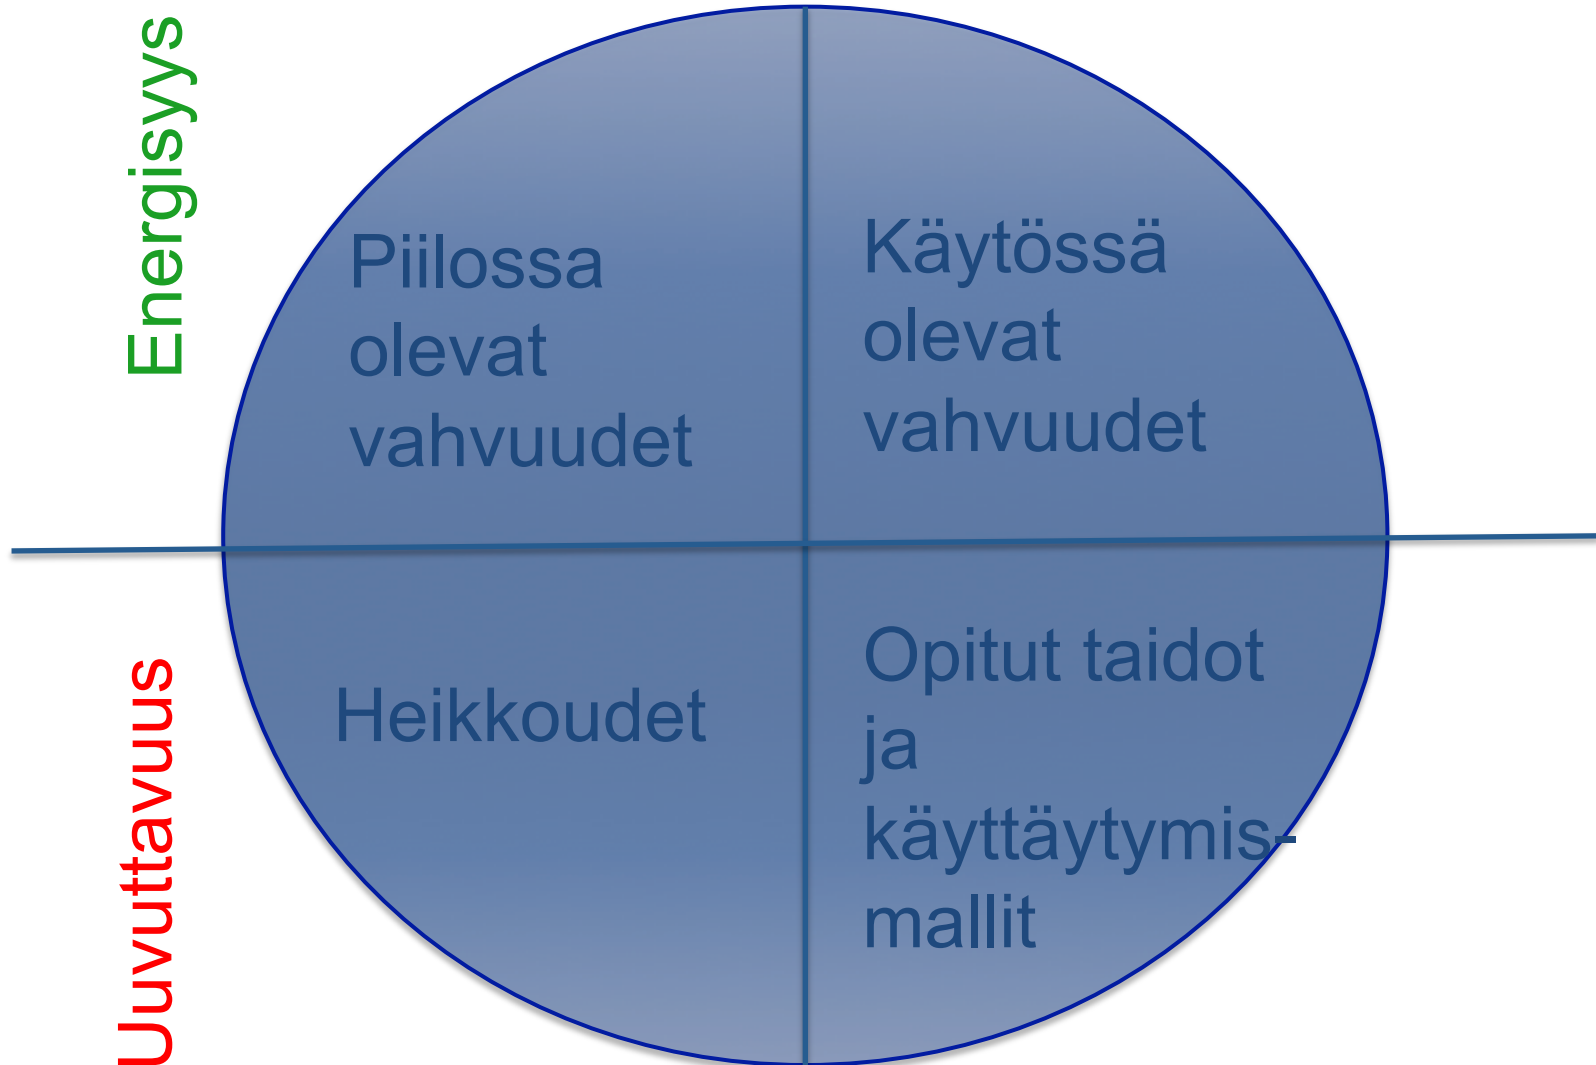 Energisyys
Piilossa
olevat
vahvuudet
Käytössä
olevat
vahvuudet
Uuvuttavuus
Heikkoudet
Opitut taidot
ja
käyttäytymis-
mallit